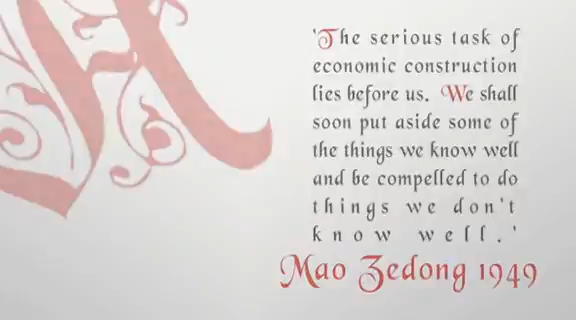 'The serious task of
economic construction
lies before us. We shall
soon put aside some of
the things we know well
and be compelled to do
things we don't
know well.'
Mao Zedong 1949